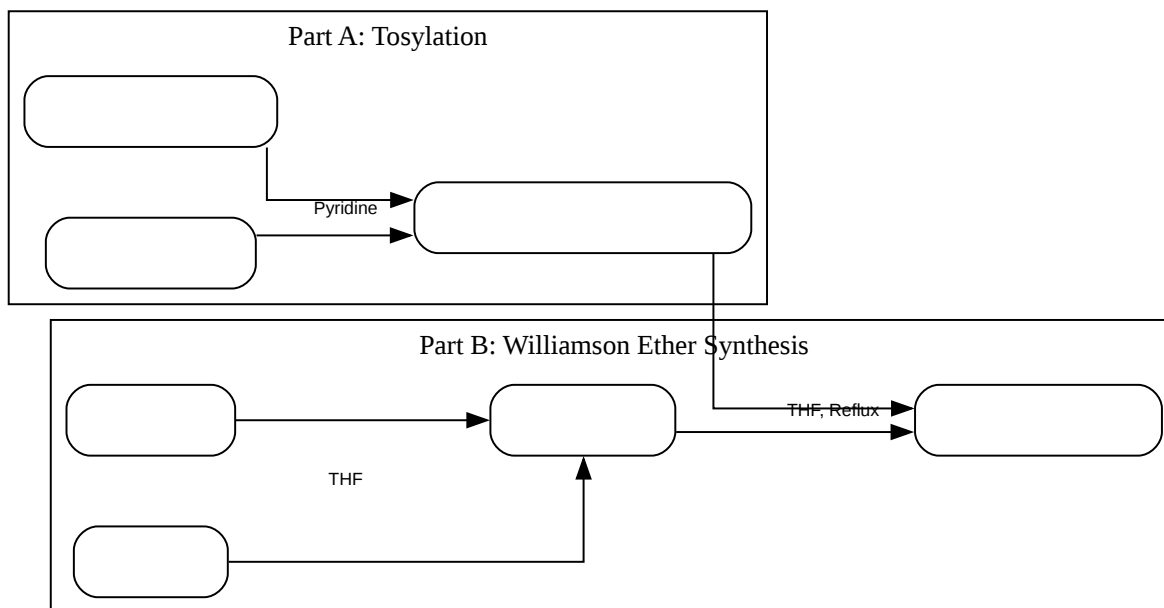 Part A: Tosylation
Pyridine
Part B: Williamson Ether Synthesis
THF, Reflux
THF